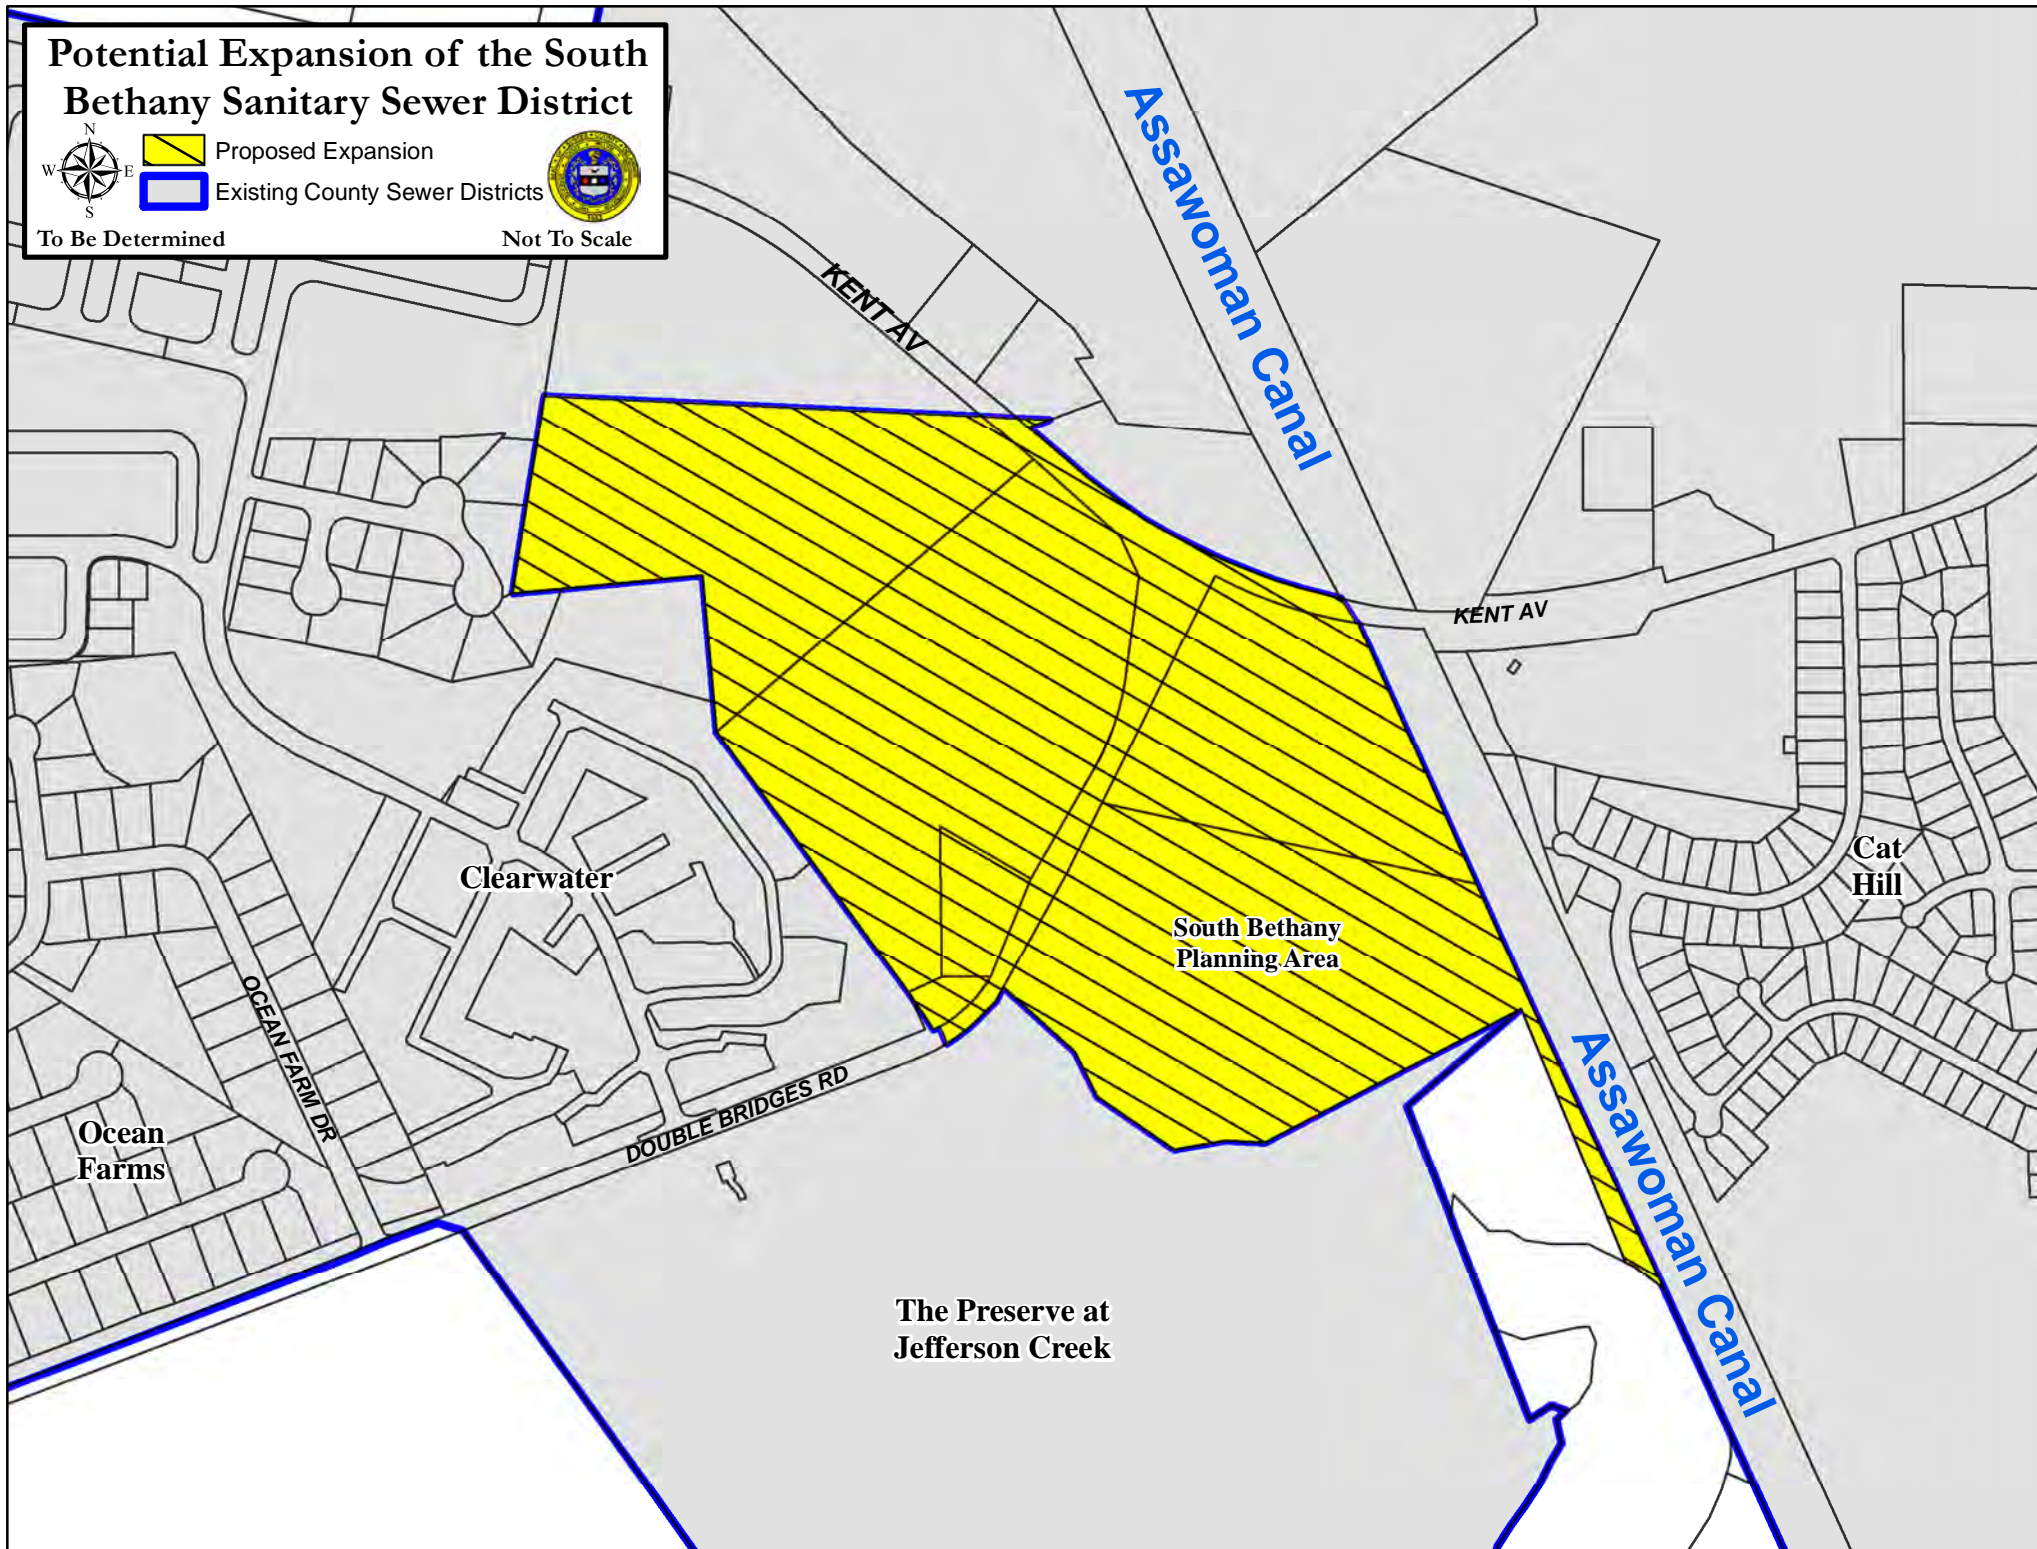 Potential Expansion of the South
Bethany Sanitary Sewer District
N
W
E
S
Proposed Expansion
Existing County Sewer Districts
To Be Determined
Not To Scale
KENT AV
Assawoman Canal
KENT AV
Clearwater
Cat
Hill
South Bethany
Planning Area
OCEAN FARM DR
DOUBLE BRIDGES RD
Ocean
Farms
Assawoman Canal
The Preserve at
Jefferson Creek